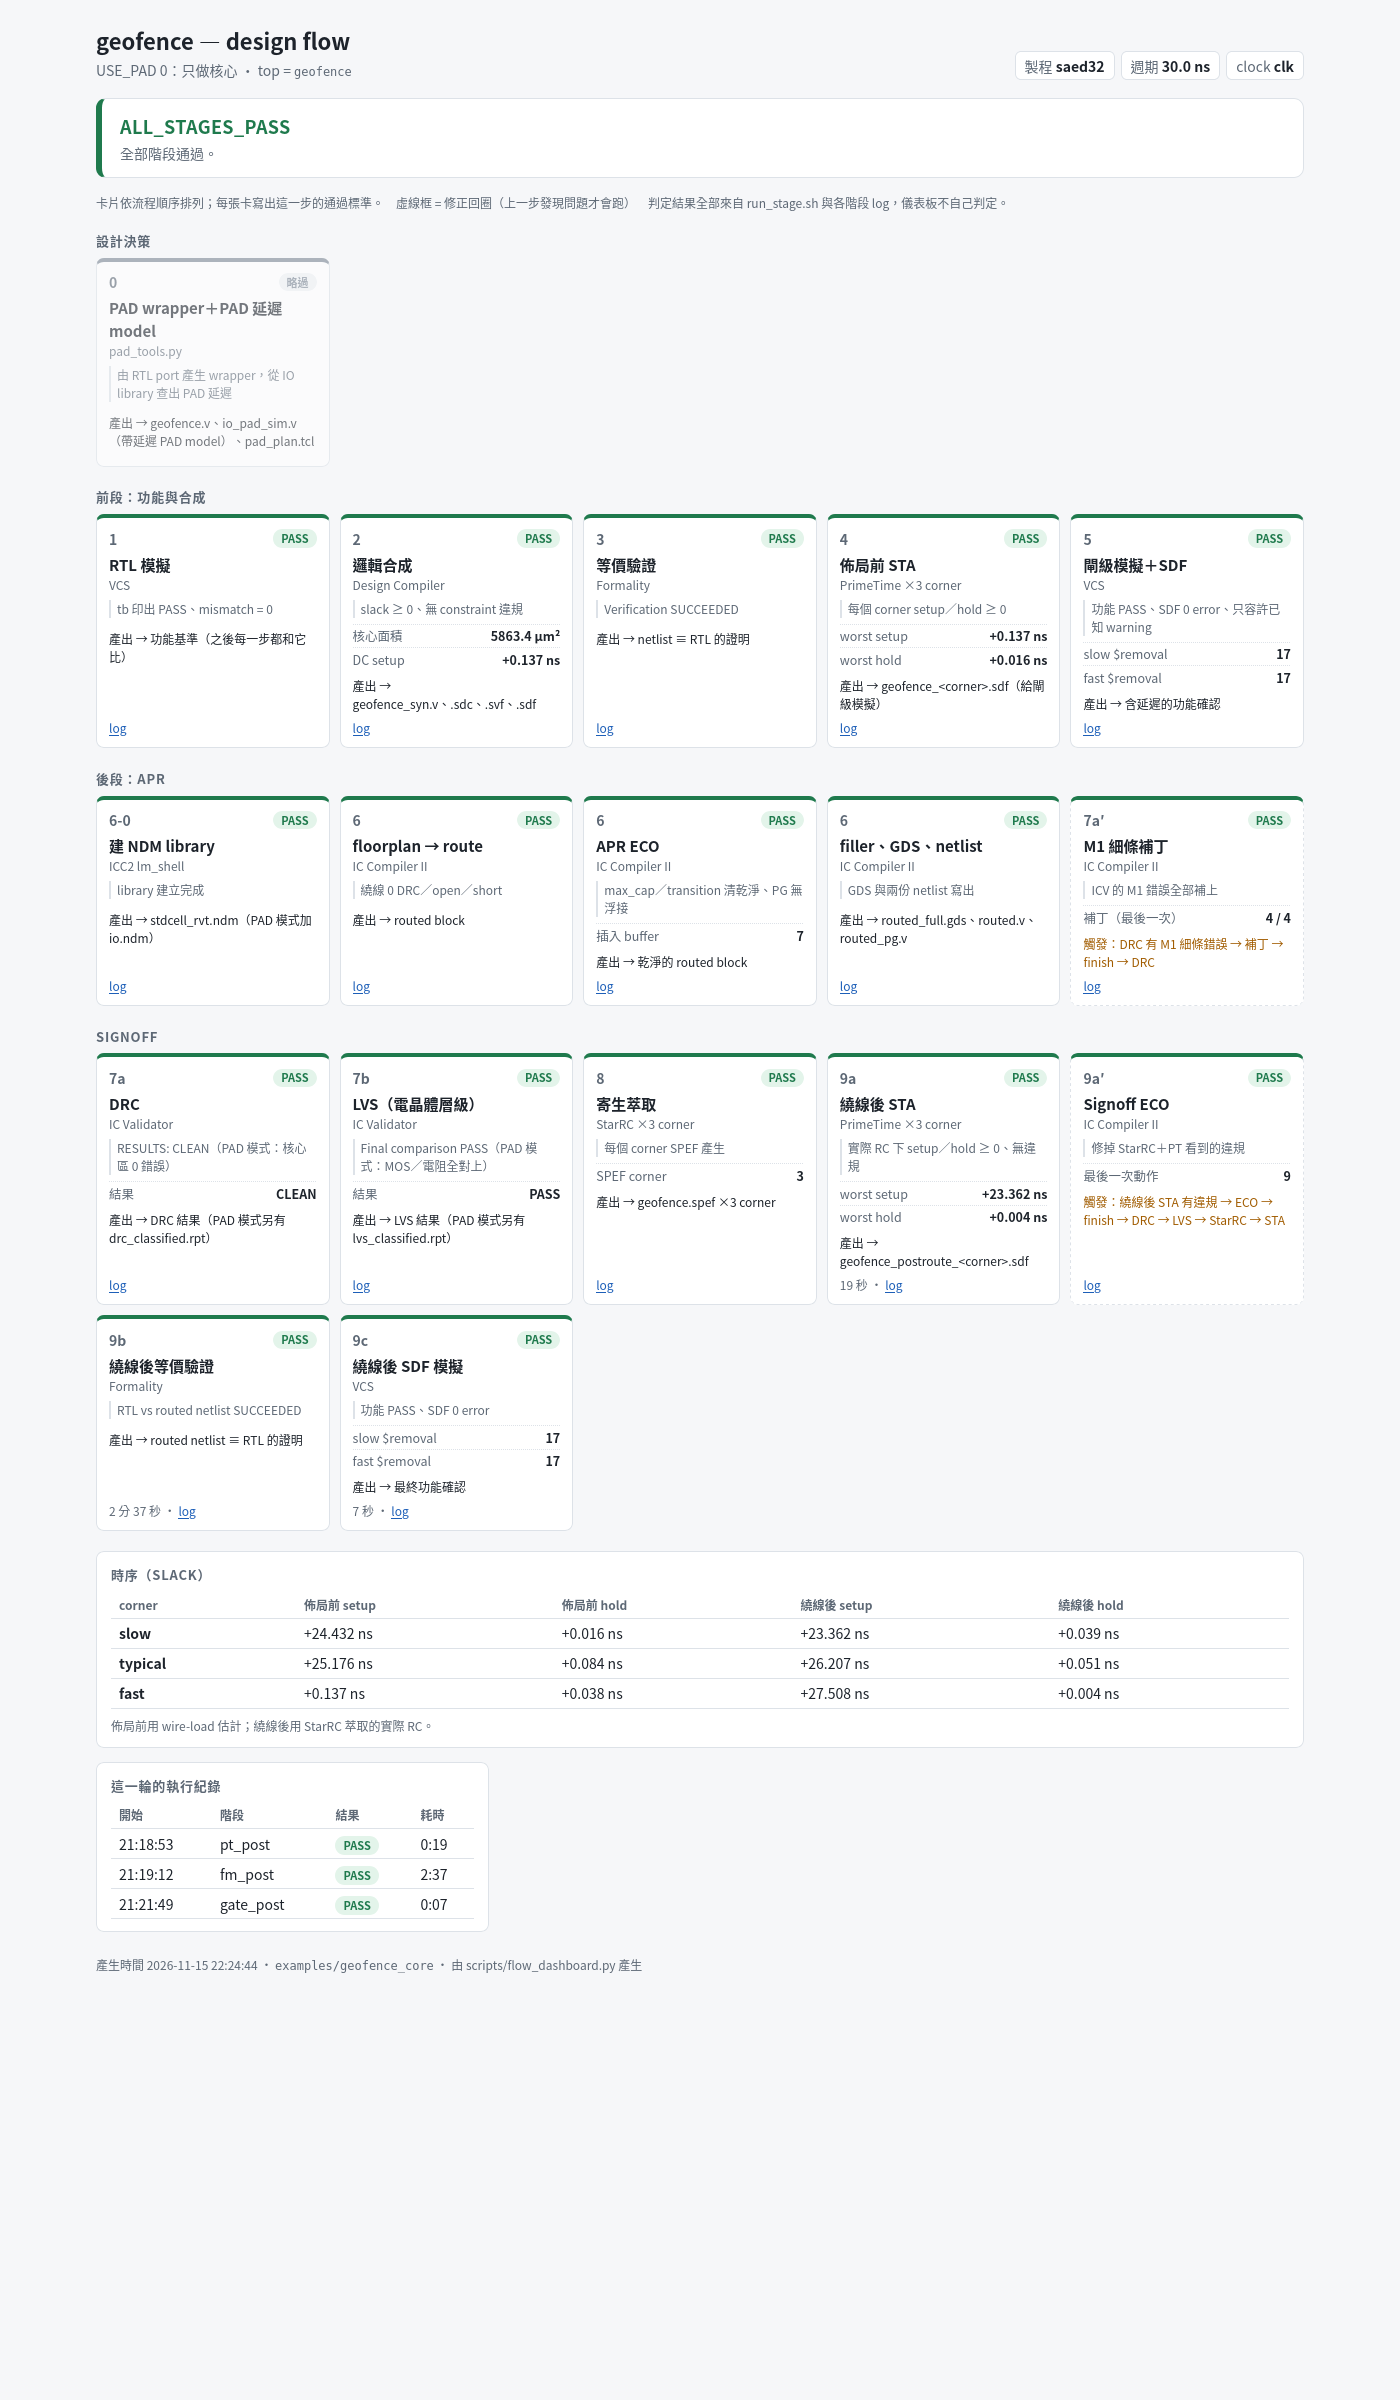 geofence — design flow
USE_PAD 0：只做核心 · top = geofence
製程 saed32
週期 30.0 ns
clock clk
ALL_STAGES_PASS
全部階段通過。
卡片依流程順序排列；每張卡寫出這一步的通過標準。 虛線框 = 修正回圈（上一步發現問題才會跑） 判定結果全部來自 run_stage.sh 與各階段 log，儀表板不自己判定。
設計決策
0 略過
PAD wrapper＋PAD 延遲
model
pad_tools.py
由 RTL port 產生 wrapper，從 IO
library 查出 PAD 延遲
產出 → geofence.v、io_pad_sim.v
（帶延遲 PAD model）、pad_plan.tcl
前段：功能與合成
1 PASS
RTL 模擬
VCS
tb 印出 PASS、mismatch = 0
產出 → 功能基準（之後每一步都和它
比）
log
2 PASS
邏輯合成
Design Compiler
slack ≥ 0、無 constraint 違規
核心面積 5863.4 µm²
DC setup +0.137 ns
產出 →
geofence_syn.v、.sdc、.svf、.sdf
log
3 PASS
等價驗證
Formality
Verification SUCCEEDED
產出 → netlist ≡ RTL 的證明
log
4 PASS
佈局前 STA
PrimeTime ×3 corner
每個 corner setup／hold ≥ 0
worst setup +0.137 ns
worst hold +0.016 ns
產出 → geofence_<corner>.sdf（給閘
級模擬）
log
5 PASS
閘級模擬＋SDF
VCS
功能 PASS、SDF 0 error、只容許已
知 warning
slow $removal 17
fast $removal 17
產出 → 含延遲的功能確認
log
後段：APR
6-0 PASS
建 NDM library
ICC2 lm_shell
library 建立完成
產出 → stdcell_rvt.ndm（PAD 模式加
io.ndm）
log
6 PASS
floorplan → route
IC Compiler II
繞線 0 DRC／open／short
產出 → routed block
log
6 PASS
APR ECO
IC Compiler II
max_cap／transition 清乾淨、PG 無
浮接
插入 buffer 7
產出 → 乾淨的 routed block
log
6 PASS
filler、GDS、netlist
IC Compiler II
GDS 與兩份 netlist 寫出
產出 → routed_full.gds、routed.v、
routed_pg.v
log
7a′ PASS
M1 細條補丁
IC Compiler II
ICV 的 M1 錯誤全部補上
補丁（最後一次） 4 / 4
觸發：DRC 有 M1 細條錯誤 → 補丁 →
finish → DRC
log
SIGNOFF
7a PASS
DRC
IC Validator
RESULTS: CLEAN（PAD 模式：核心
區 0 錯誤）
結果 CLEAN
產出 → DRC 結果（PAD 模式另有
drc_classified.rpt）
log
7b PASS
LVS（電晶體層級）
IC Validator
Final comparison PASS（PAD 模
式：MOS／電阻全對上）
結果 PASS
產出 → LVS 結果（PAD 模式另有
lvs_classified.rpt）
log
8 PASS
寄生萃取
StarRC ×3 corner
每個 corner SPEF 產生
SPEF corner 3
產出 → geofence.spef ×3 corner
log
9a PASS
繞線後 STA
PrimeTime ×3 corner
實際 RC 下 setup／hold ≥ 0、無違
規
worst setup +23.362 ns
worst hold +0.004 ns
產出 →
geofence_postroute_<corner>.sdf
19 秒 · log
9a′ PASS
Signoff ECO
IC Compiler II
修掉 StarRC＋PT 看到的違規
最後一次動作 9
觸發：繞線後 STA 有違規 → ECO →
finish → DRC → LVS → StarRC → STA
log
9b PASS
繞線後等價驗證
Formality
RTL vs routed netlist SUCCEEDED
產出 → routed netlist ≡ RTL 的證明
2 分 37 秒 · log
9c PASS
繞線後 SDF 模擬
VCS
功能 PASS、SDF 0 error
slow $removal 17
fast $removal 17
產出 → 最終功能確認
7 秒 · log
時序（SLACK）
corner 佈局前 setup 佈局前 hold 繞線後 setup 繞線後 hold
slow +24.432 ns +0.016 ns +23.362 ns +0.039 ns
typical +25.176 ns +0.084 ns +26.207 ns +0.051 ns
fast +0.137 ns +0.038 ns +27.508 ns +0.004 ns
佈局前用 wire-load 估計；繞線後用 StarRC 萃取的實際 RC。
這一輪的執行紀錄
開始 階段 結果 耗時
21:18:53 pt_post PASS 0:19
21:19:12 fm_post PASS 2:37
21:21:49 gate_post PASS 0:07
產生時間 2026-11-15 22:24:44 · examples/geofence_core · 由 scripts/flow_dashboard.py 產生